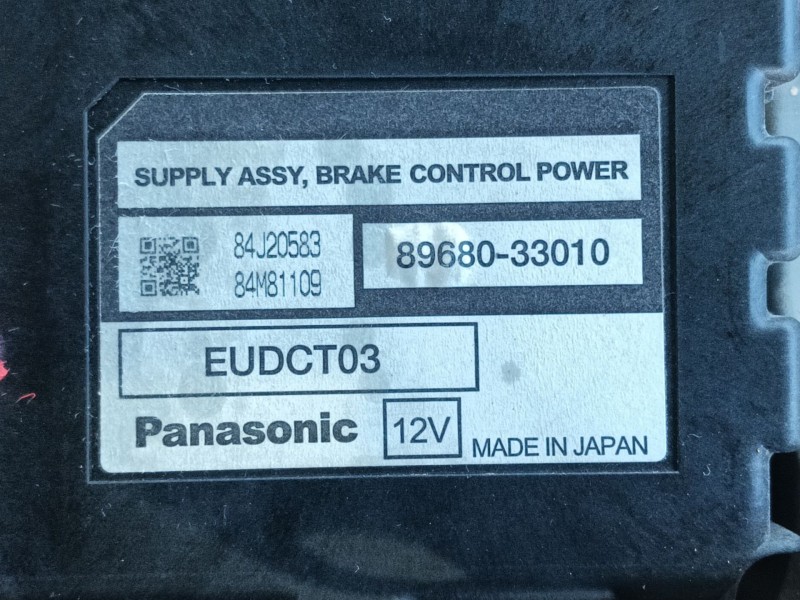 SUPPLY ASSY, BRAKE CONTROL POWER
84J20583
84M81109
89680-33010
EUDCT03
Panasonic
12V
MADE IN JAPAN